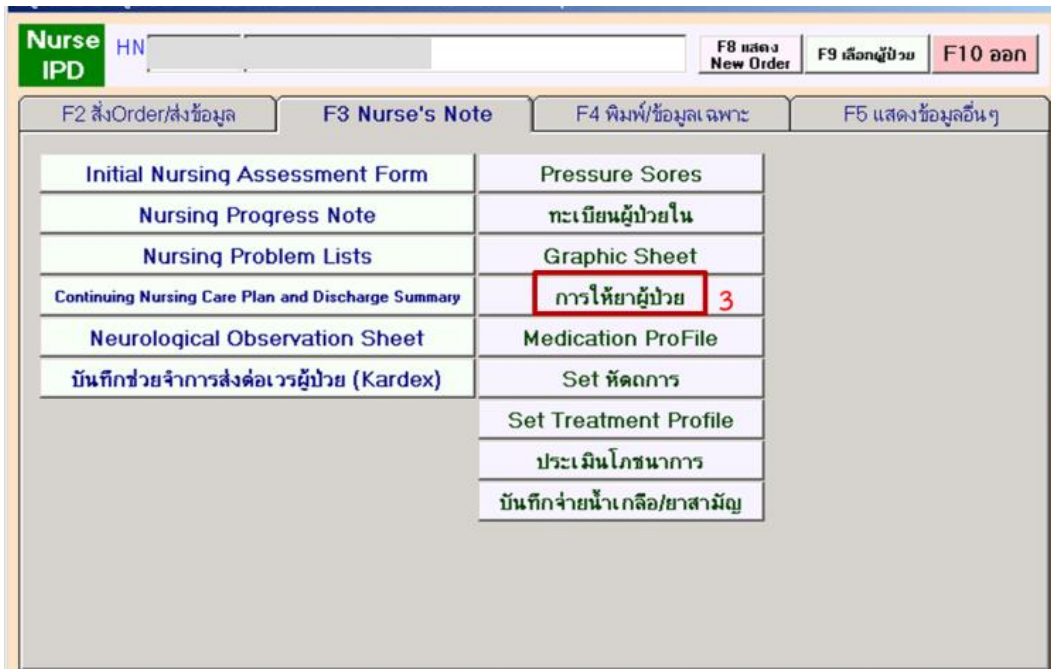 Nurse IPD
HN
F8 แสดง New Order
F9 เลือกผู้ป่วย
F10 ออก
F2 สั่งOrder/ส่งข้อมูล
F3 Nurse's Note
F4 พิมพ์/ข้อมูลเฉพาะ
F5 แสดงข้อมูลอื่นๆ
Initial Nursing Assessment Form
Pressure Sores
Nursing Progress Note
ทะเบียนผู้ป่วยใน
Nursing Problem Lists
Graphic Sheet
Continuing Nursing Care Plan and Discharge Summary
การให้ยาผู้ป่วย 3
Neurological Observation Sheet
Medication ProFile
บันทึกช่วยจำการส่งต่อเวรผู้ป่วย (Kardex)
Set หัตถการ
Set Treatment Profile
ประเมินโภชนาการ
บันทึกจ่ายน้ำเกลือ/ยาสามัญ